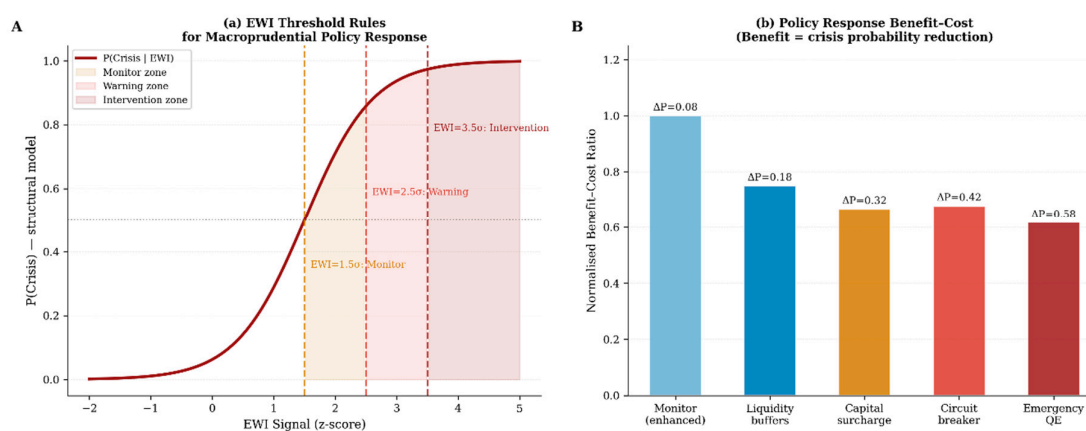 A
(a) EWI Threshold Rules
for Macroprudential Policy Response
P(Crisis | EWI)
Monitor zone
Warning zone
Intervention zone
EWI=3.5σ: Intervention
EWI=2.5σ: Warning
EWI=1.5σ: Monitor
P(Crisis) — structural model
1.0
0.8
0.6
0.4
0.2
0.0
−2 −1 0 1 2 3 4 5
EWI Signal (z-score)
B
(b) Policy Response Benefit–Cost
(Benefit = crisis probability reduction)
Normalised Benefit–Cost Ratio
1.2
1.0
0.8
0.6
0.4
0.2
0.0
ΔP=0.08
ΔP=0.18
ΔP=0.32
ΔP=0.42
ΔP=0.58
Monitor
(enhanced)
Liquidity
buffers
Capital
surcharge
Circuit
breaker
Emergency
QE